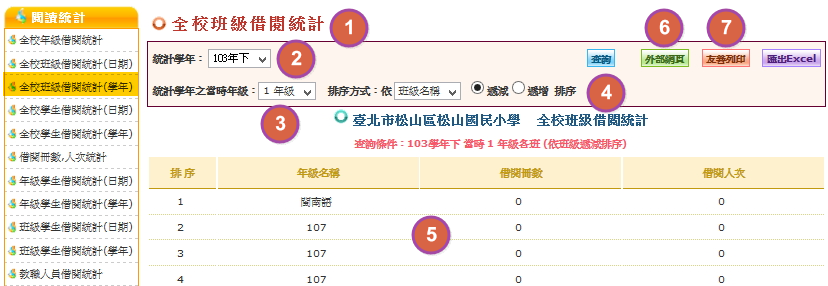 閱讀統計
全校年級借閱統計
全校班級借閱統計(日期)
全校班級借閱統計(學年)
全校學生借閱統計(日期)
全校學生借閱統計(學年)
借閱冊數,人次統計
年級學生借閱統計(日期)
年級學生借閱統計(學年)
班級學生借閱統計(日期)
班級學生借閱統計(學年)
教職人員借閱統計
全校班級借閱統計 1
統計學年： 103年下 2 查詢 外部網頁 6 友善列印 7 匯出Excel
統計學年之當時年級： 1 年級 3 排序方式：依 班級名稱 遞減 遞增 排序 4
臺北市松山區松山國民小學 全校班級借閱統計
查詢條件：103學年下 當時 1 年級各班 (依班級遞減排序)
排 序 年級名稱 借閱冊數 借閱人次
1 閩南語 0 0
2 107 0 0
5
3 107 0 0
4 107 0 0